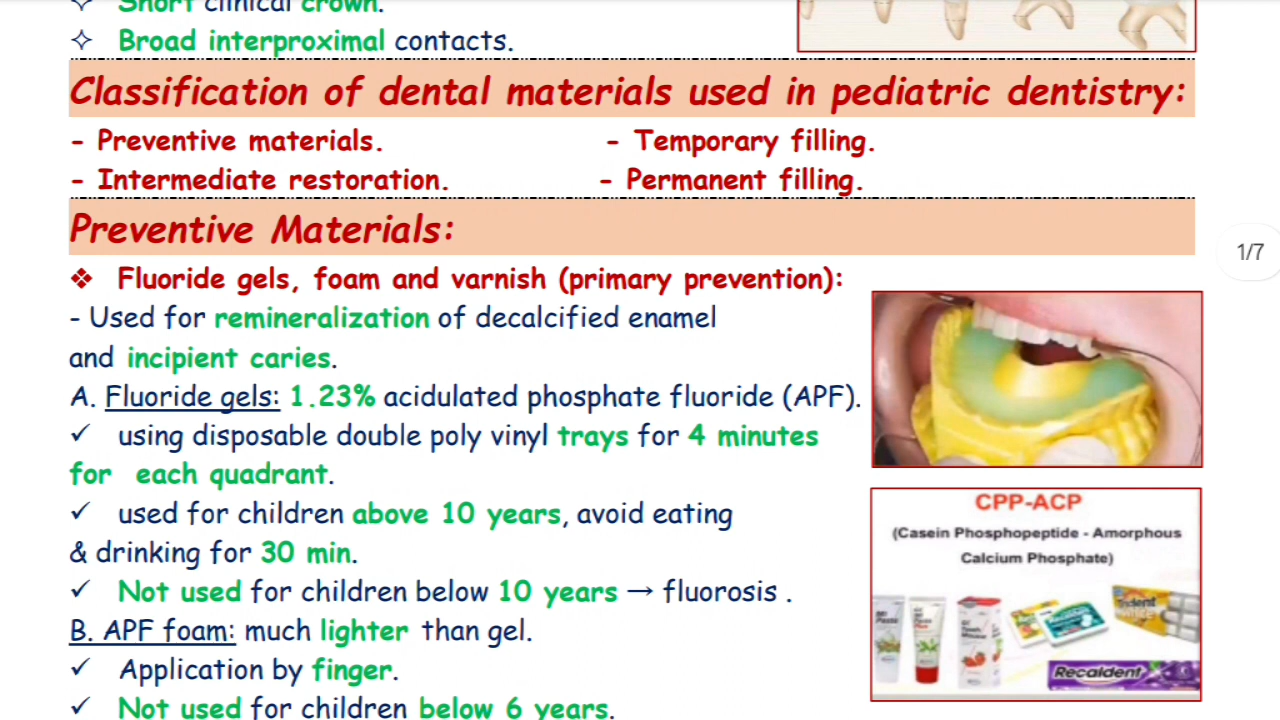 ✧ Short clinical crown.
✧ Broad interproximal contacts.
Classification of dental materials used in pediatric dentistry:
- Preventive materials. - Temporary filling.
- Intermediate restoration. - Permanent filling.
Preventive Materials:
❖ Fluoride gels, foam and varnish (primary prevention):
- Used for remineralization of decalcified enamel
and incipient caries.
A. Fluoride gels: 1.23% acidulated phosphate fluoride (APF).
✓ using disposable double poly vinyl trays for 4 minutes
for each quadrant.
✓ used for children above 10 years, avoid eating
& drinking for 30 min.
✓ Not used for children below 10 years → fluorosis .
B. APF foam: much lighter than gel.
✓ Application by finger.
✓ Not used for children below 6 years.
1/7
CPP-ACP
(Casein Phosphopeptide - Amorphous
Calcium Phosphate)
Trident
Recaldent